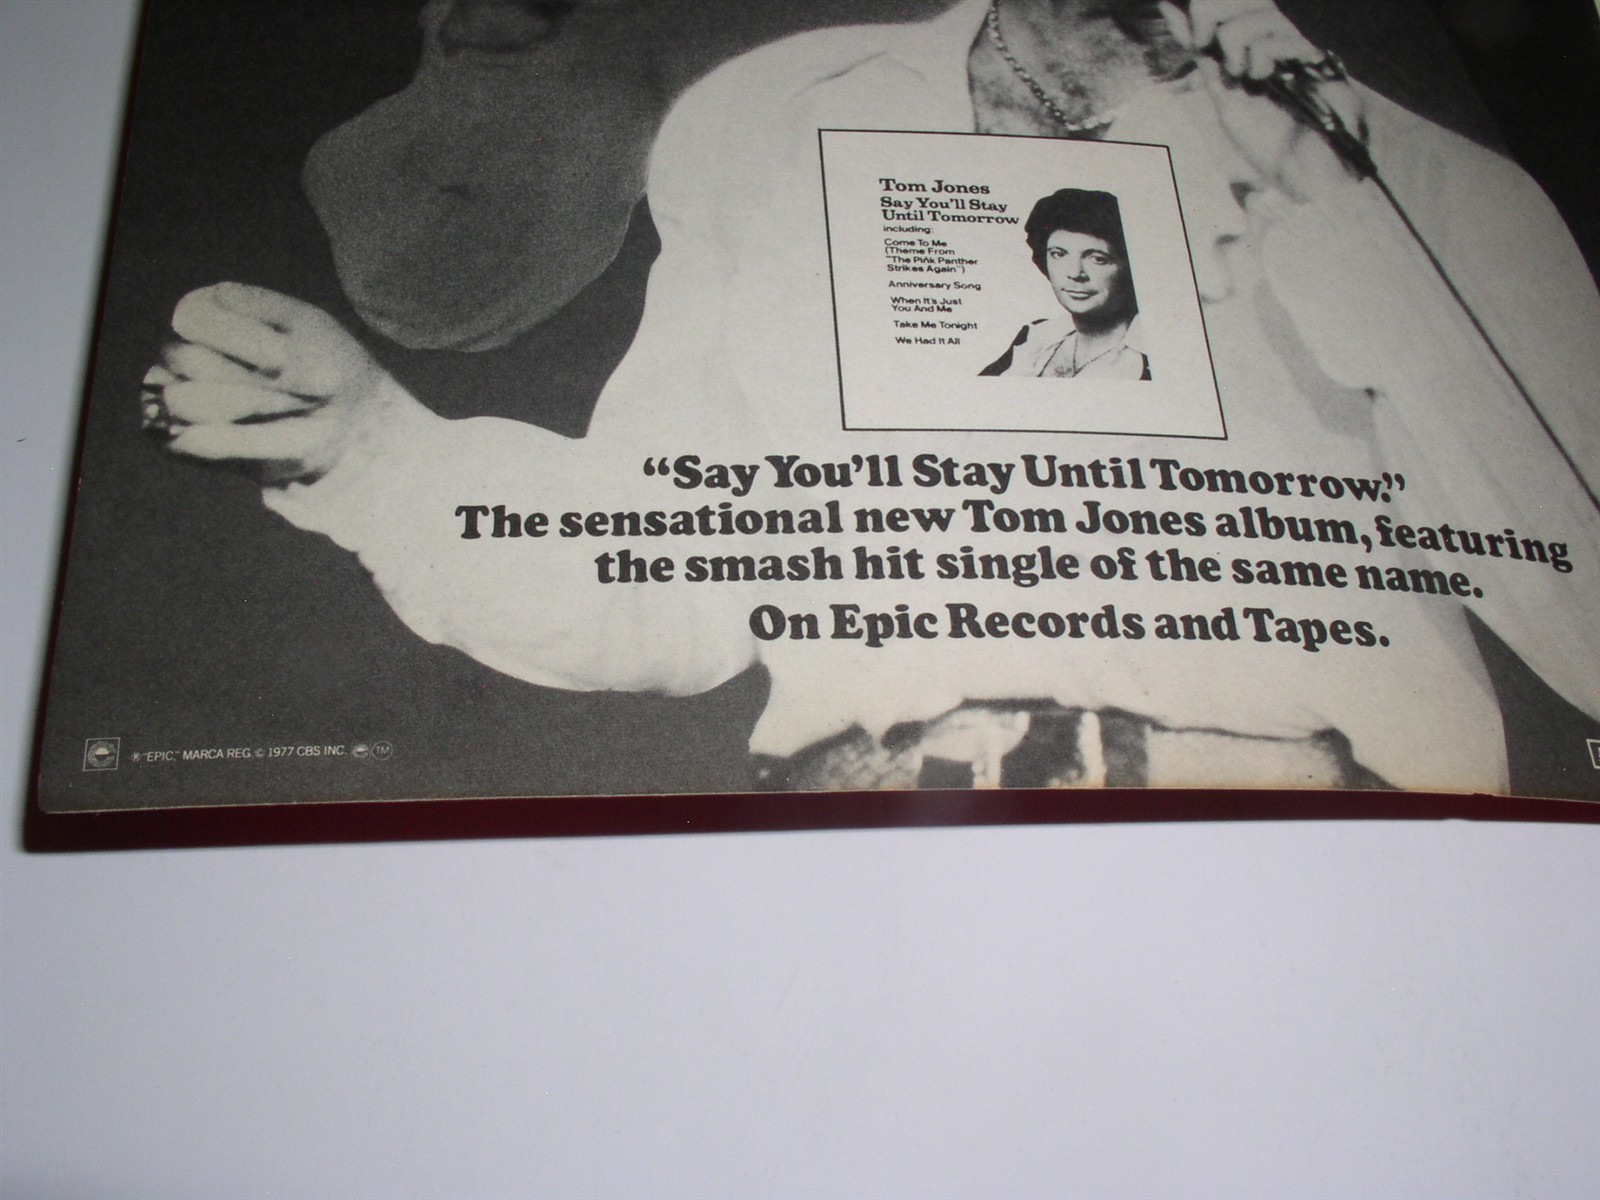 Tom Jones
Say You'll Stay
Until Tomorrow
including:
Come To Me
(Theme From
"The Pink Panther
Strikes Again")
Anniversary Song
When It's Just
You And Me
Take Me Tonight
We Had It All
“Say You’ll Stay Until Tomorrow.”
The sensational new Tom Jones album, featuring
the smash hit single of the same name.
On Epic Records and Tapes.
® "EPIC," MARCA REG. © 1977 CBS INC. TM